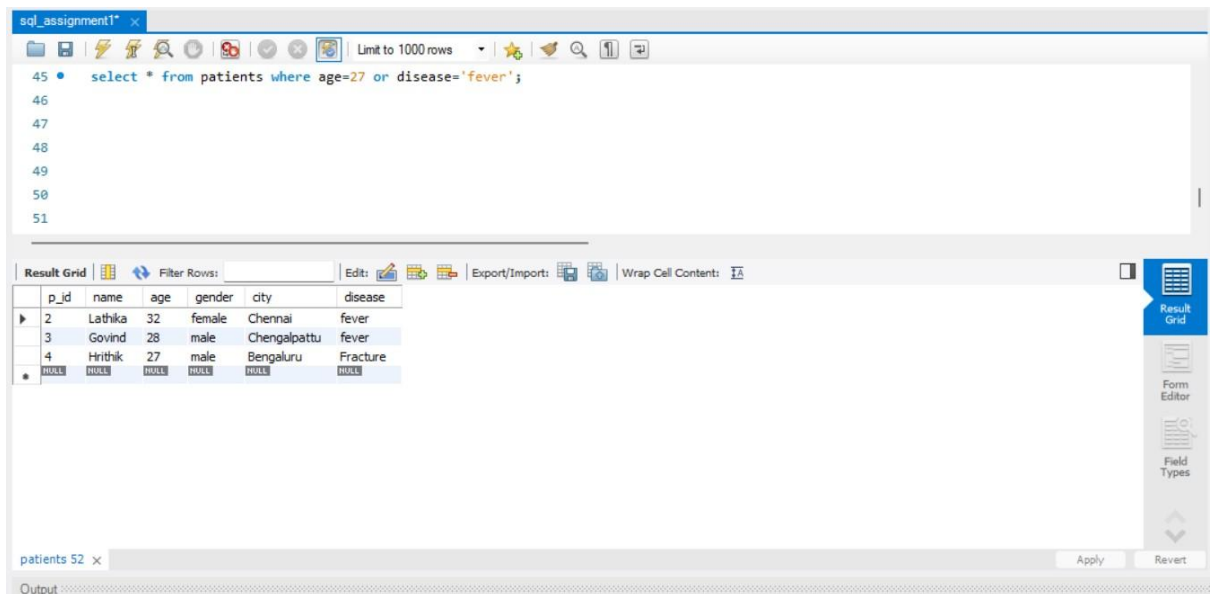 sql_assignment1*
Limit to 1000 rows
45 select * from patients where age=27 or disease='fever';
46
47
48
49
50
51
Result Grid Filter Rows: Edit: Export/Import: Wrap Cell Content:
p_id name age gender city disease
2 Lathika 32 female Chennai fever
3 Govind 28 male Chengalpattu fever
4 Hrithik 27 male Bengaluru Fracture
NULL NULL NULL NULL NULL NULL
Result
Grid
Form
Editor
Field
Types
patients 52 Apply Revert
Output